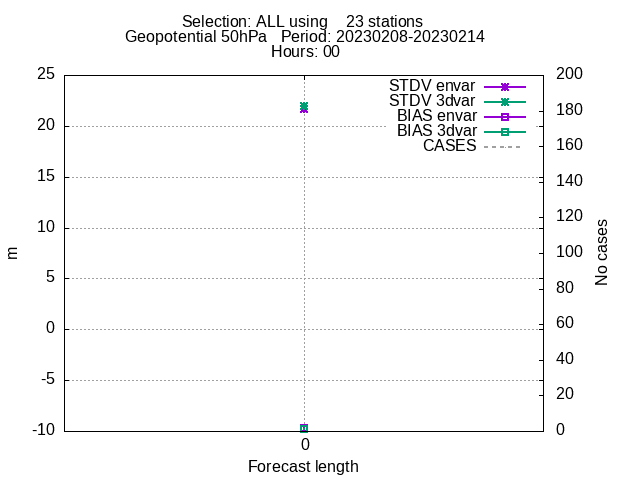 Selection: ALL using    23 stations
Geopotential 50hPa   Period: 20230208-20230214
Hours: 00
25
20
15
10
5
0
-5
-10
200
180
160
140
120
100
80
60
40
20
0
STDV envar
STDV 3dvar
BIAS envar
BIAS 3dvar
CASES
m
No cases
0
Forecast length